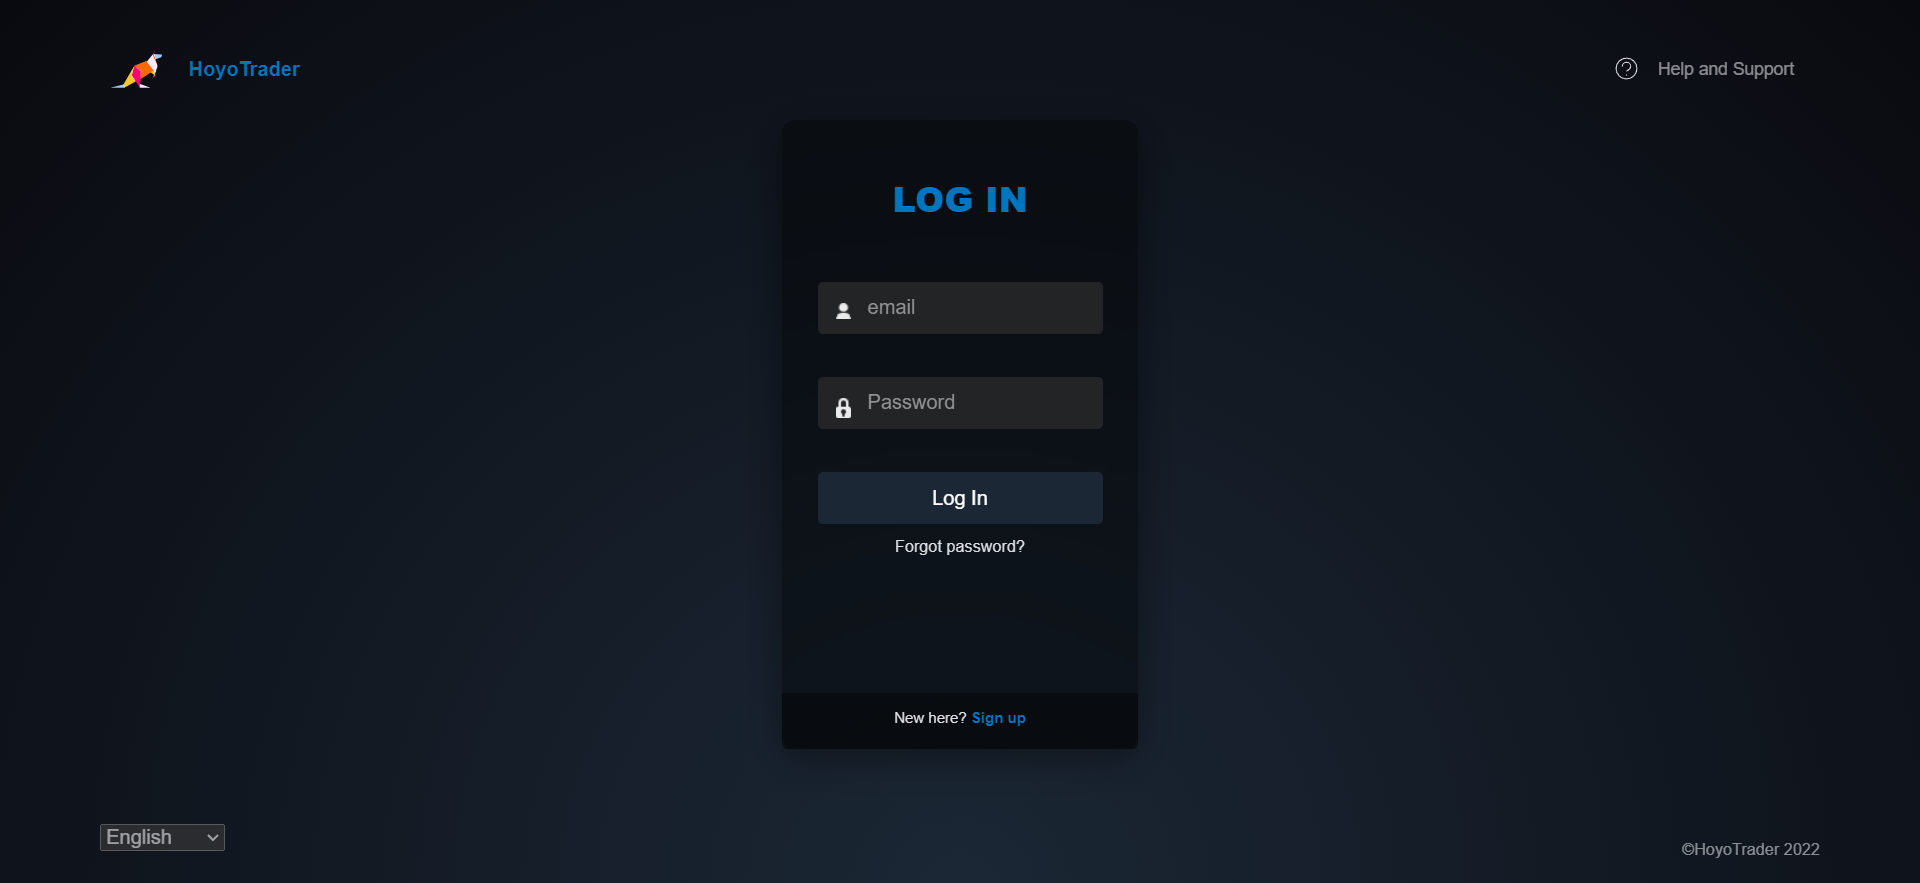 HoyoTrader
Help and Support
LOG IN
email
Password
Log In
Forgot password?
New here? Sign up
English
©HoyoTrader 2022